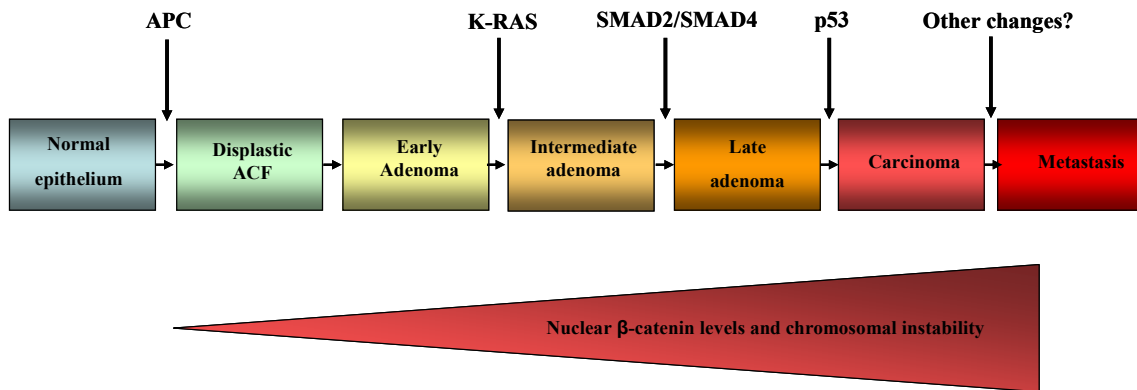 APC
K-RAS
SMAD2/SMAD4
p53
Other changes?
Normal
epithelium
Displastic
ACF
Early
Adenoma
Intermediate
adenoma
Late
adenoma
Carcinoma
Metastasis
Nuclear β-catenin levels and chromosomal instability